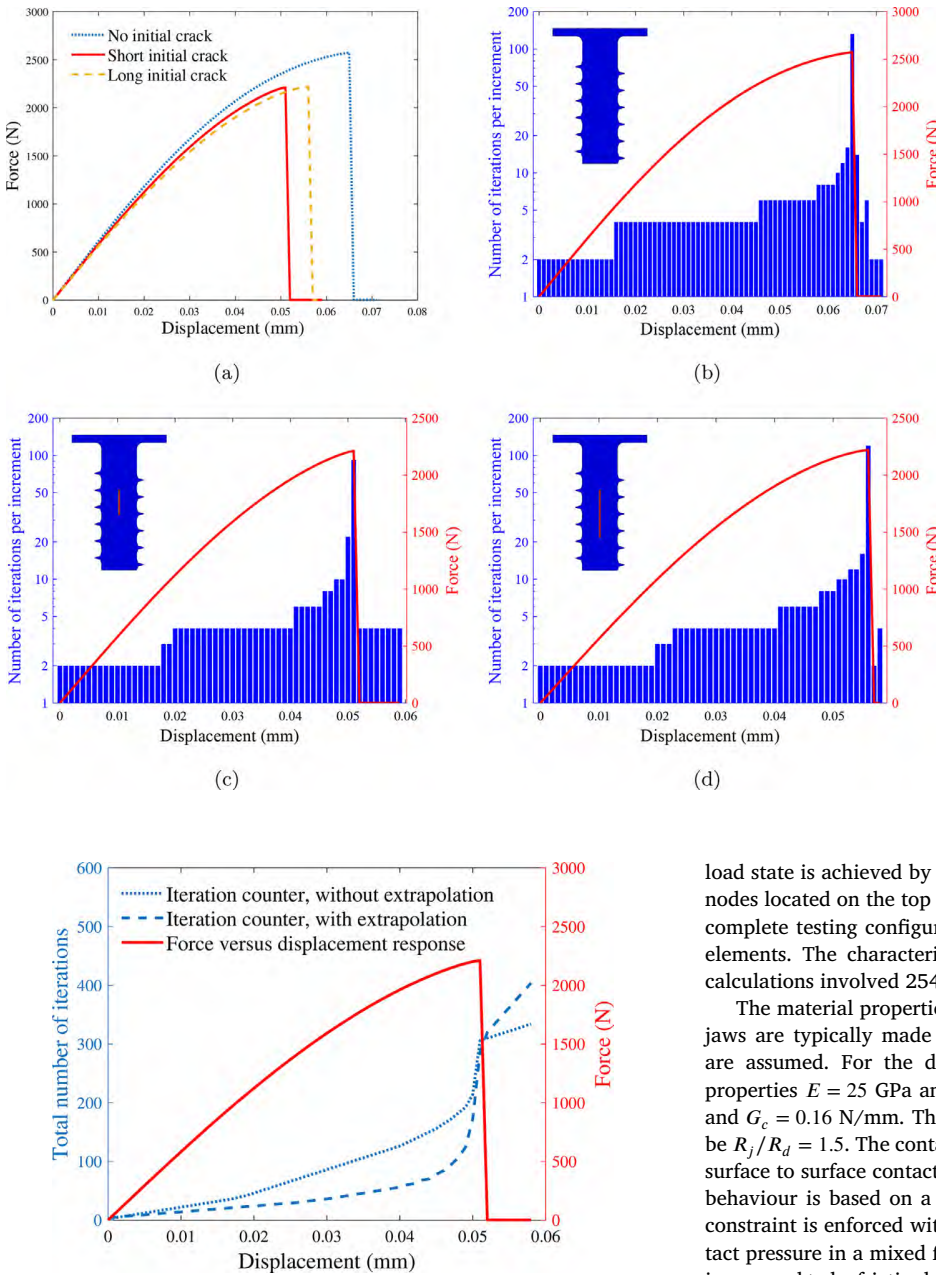 3000
2500
2000
1500
1000
500
0
Force (N)
No initial crack
Short initial crack
Long initial crack
0 0.01 0.02 0.03 0.04 0.05 0.06 0.07 0.08
Displacement (mm)
(a)
200
100
50
20
10
5
2
1
Number of iterations per increment
3000
2500
2000
1500
1000
500
0
0 0.01 0.02 0.03 0.04 0.05 0.06 0.07
Displacement (mm)
(b)
200
100
50
20
10
5
2
1
Number of iterations per increment
2500
2000
1500
1000
500
0
Force (N)
0 0.01 0.02 0.03 0.04 0.05 0.06
Displacement (mm)
(c)
200
100
50
20
10
5
2
1
Number of iterations per increment
2500
2000
1500
1000
500
0
0 0.01 0.02 0.03 0.04 0.05
Displacement (mm)
(d)
600
500
400
300
200
100
0
Total number of iterations
Iteration counter, without extrapolation
Iteration counter, with extrapolation
Force versus displacement response
3000
2500
2000
1500
1000
500
0
Force (N)
0 0.01 0.02 0.03 0.04 0.05 0.06
Displacement (mm)
load state is achieved by
nodes located on the top
complete testing configur
elements. The characteri
calculations involved 254
The material propertie
jaws are typically made
are assumed. For the d
properties E = 25 GPa an
and G_c = 0.16 N/mm. Th
be R_j/R_d = 1.5. The conta
surface to surface contact
behaviour is based on a
constraint is enforced wit
tact pressure in a mixed f